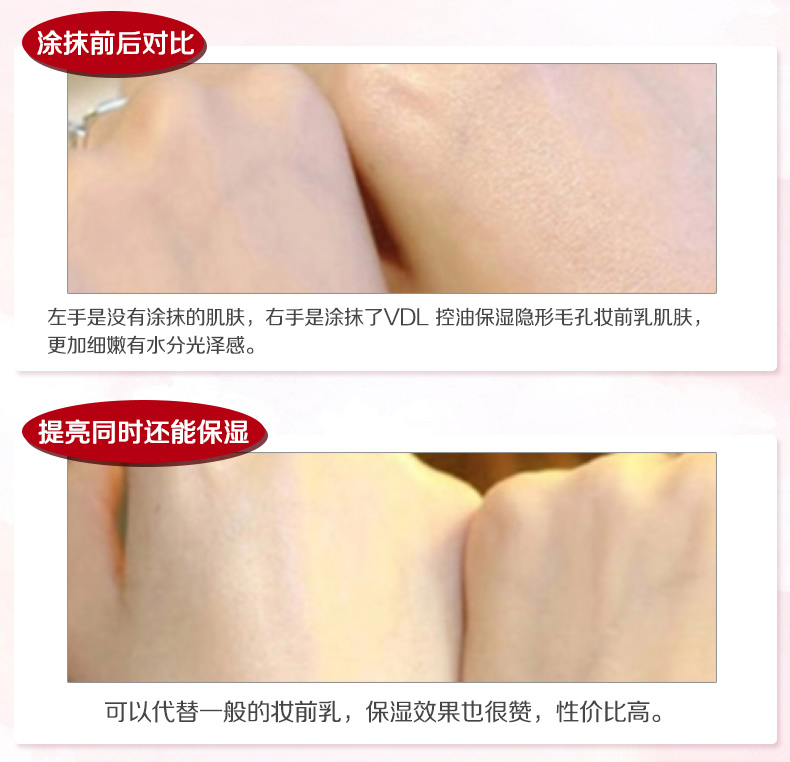 涂抹前后对比
左手是没有涂抹的肌肤，右手是涂抹了VDL 控油保湿隐形毛孔妆前乳肌肤，
更加细嫩有水分光泽感。
提亮同时还能保湿
可以代替一般的妆前乳，保湿效果也很赞，性价比高。